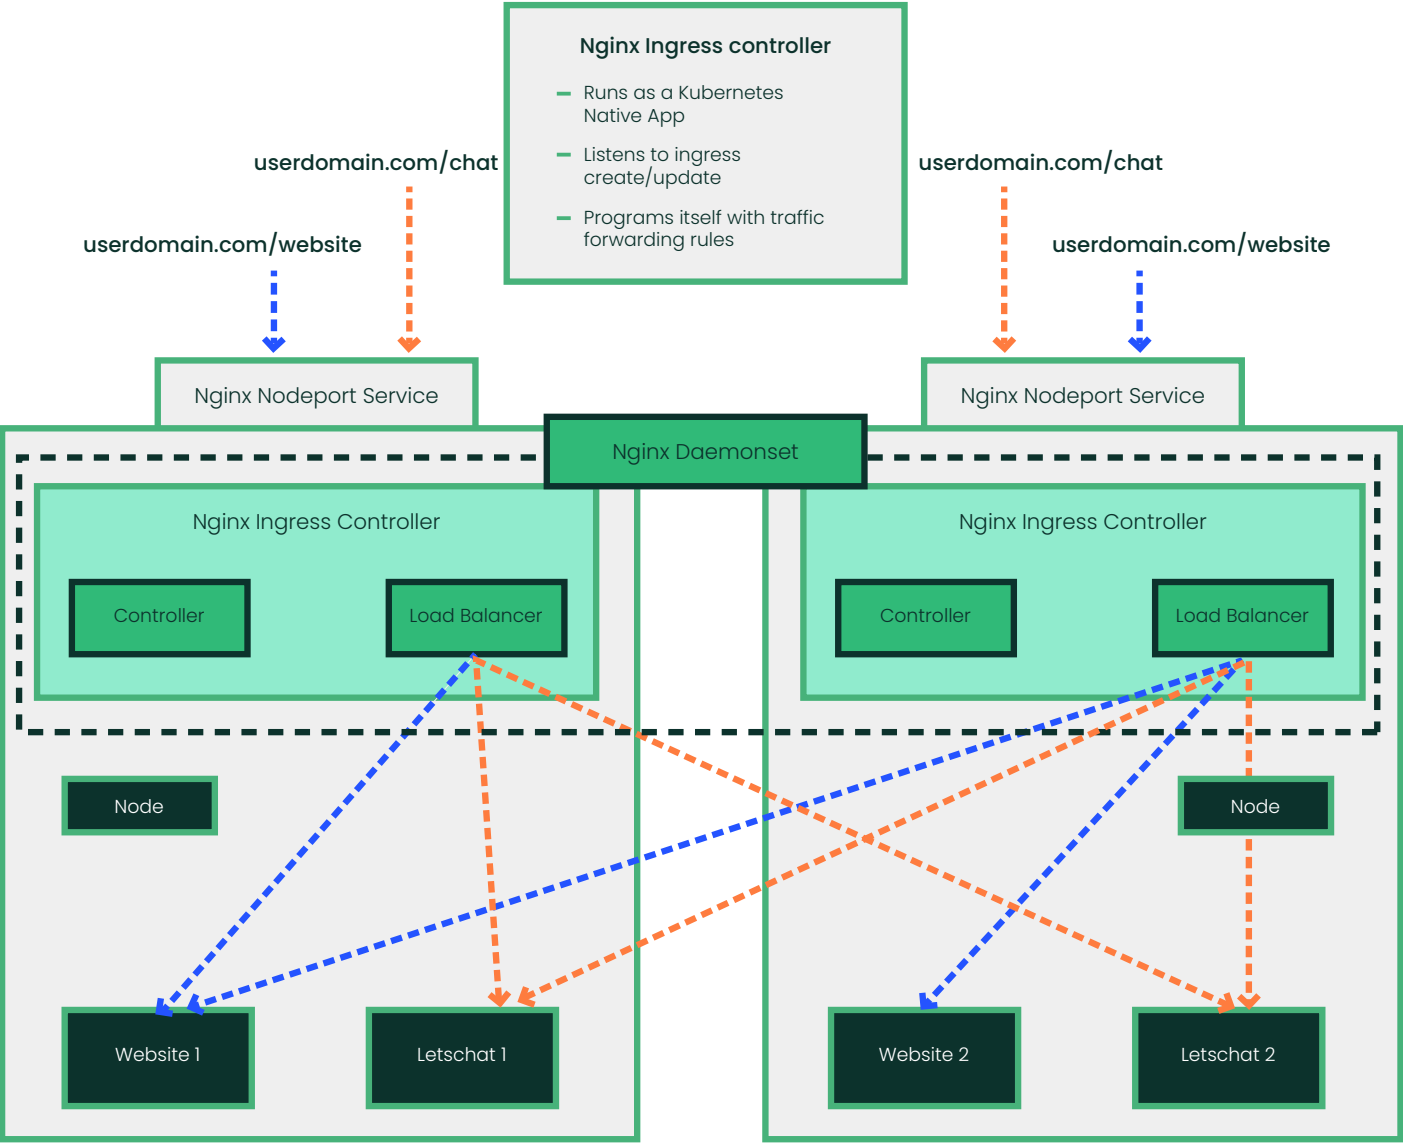 Nginx Ingress controller
Runs as a Kubernetes
Native App
Listens to ingress
create/update
Programs itself with traffic
forwarding rules
userdomain.com/chat
userdomain.com/website
userdomain.com/chat
userdomain.com/website
Nginx Nodeport Service
Nginx Nodeport Service
Nginx Daemonset
Nginx Ingress Controller
Controller
Load Balancer
Nginx Ingress Controller
Controller
Load Balancer
Node
Node
Website 1
Letschat 1
Website 2
Letschat 2